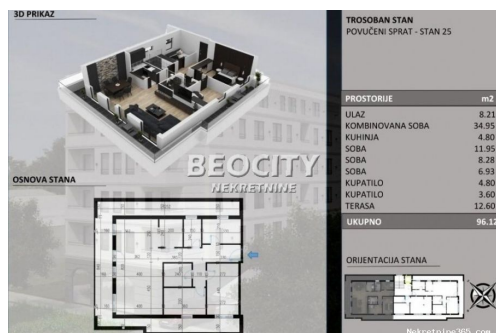 3D PRIKAZ
TROSOBAN STAN
POVUČENI SPRAT - STAN 25
PROSTORIJE m2
ULAZ 8.21
KOMBINOVANA SOBA 34.95
KUHINJA 4.80
SOBA 11.95
SOBA 8.28
SOBA 6.93
KUPATILO 4.80
KUPATILO 3.60
TERASA 12.60
UKUPNO 96.12
BEOCITY
NEKRETNINE
OSNOVA STANA
ORIJENTACIJA STANA
Nekretnine365.com